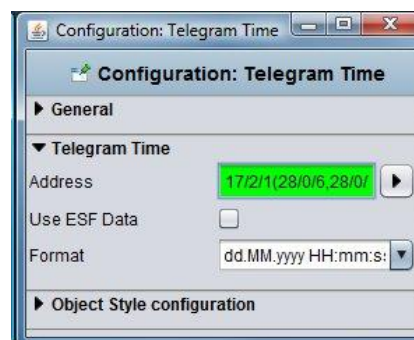 Configuration: Telegram Time
Configuration: Telegram Time
General
Telegram Time
Address 17/2/1(28/0/6,28/0/
Use ESF Data
Format dd.MM.yyyy HH:mm:s
Object Style configuration